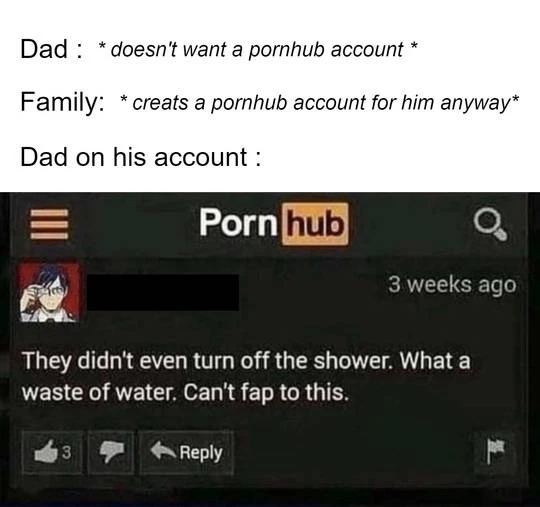 Dad : * doesn't want a pornhub account *
Family: * creats a pornhub account for him anyway*
Dad on his account :
Porn hub
3 weeks ago
They didn't even turn off the shower. What a
waste of water. Can't fap to this.
3 Reply